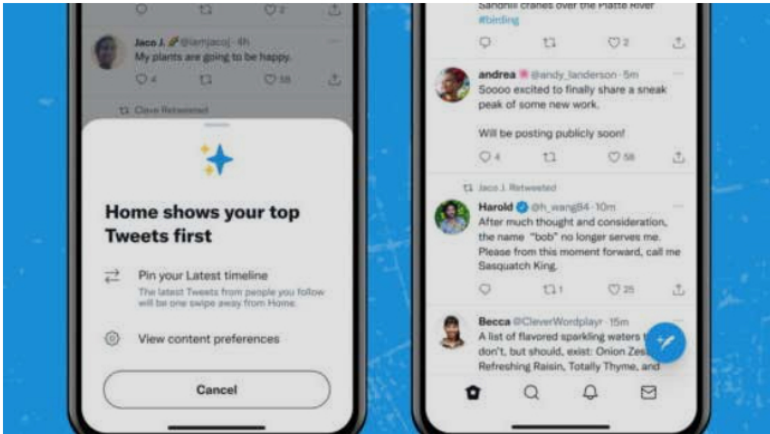 2
Jaco J. @iamjacoj · 4h
My plants are going to be happy.
4 58
Cleve Retweeted
Home shows your top
Tweets first
Pin your Latest timeline
The latest Tweets from people you follow
will be one swipe away from Home.
View content preferences
Cancel
Sandhill cranes over the Platte River
#birding
2
andrea @andy_landerson · 5m
Soooo excited to finally share a sneak
peak of some new work.
Will be posting publicly soon!
4 58
Jaco J. Retweeted
Harold @h_wang84 · 10m
After much thought and consideration,
the name "bob" no longer serves me.
Please from this moment forward, call me
Sasquatch King.
1 25
Becca @CleverWordplayr · 15m
A list of flavored sparkling waters
don't, but should, exist: Onion
Refreshing Raisin, Totally Thyme, and